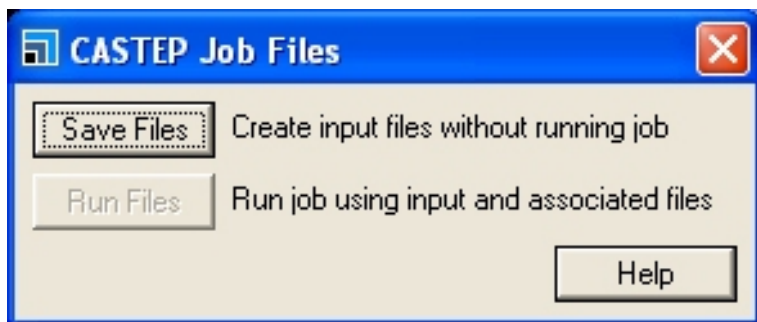 CASTEP Job Files
Save Files Create input files without running job
Run Files Run job using input and associated files
Help